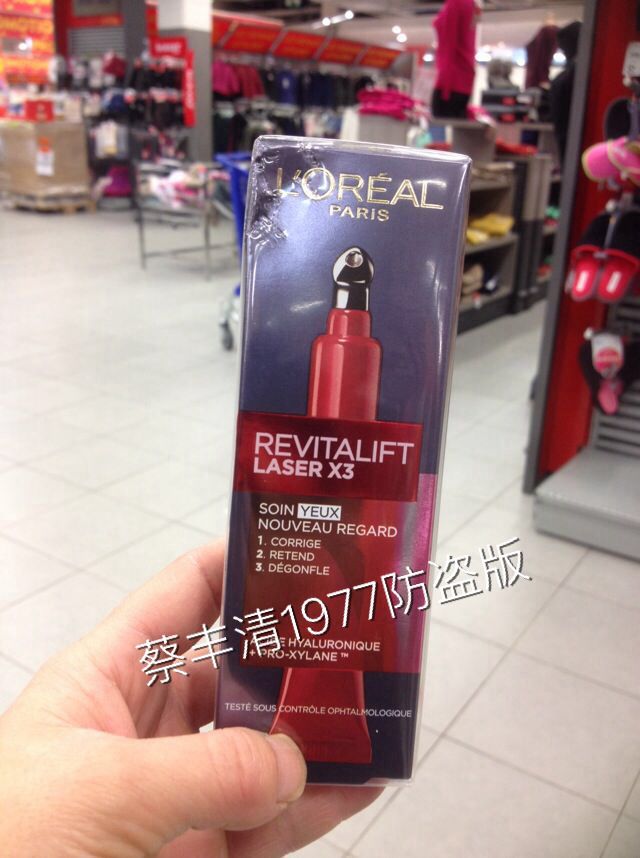 L'ORÉAL
PARIS
REVITALIFT
LASER X3
SOIN YEUX
NOUVEAU REGARD
1. CORRIGE
2. RETEND
3. DÉGONFLE
蔡丰清1977防盗版
HYALURONIQUE
+ PRO-XYLANE™
TESTÉ SOUS CONTRÔLE OPHTALMOLOGIQUE